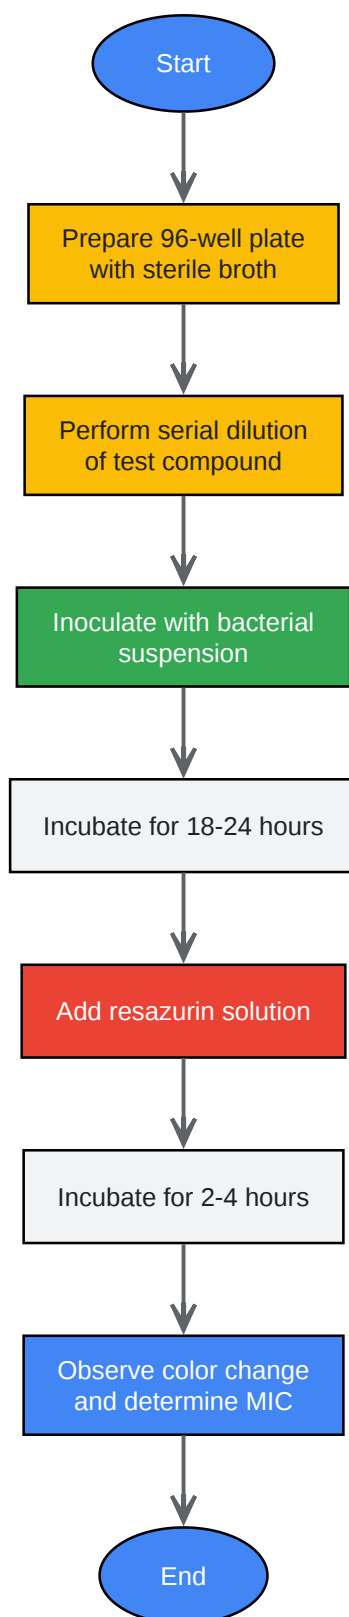 Start
Prepare 96-well plate
with sterile broth
Perform serial dilution
of test compound
Inoculate with bacterial
suspension
Incubate for 18-24 hours
Add resazurin solution
Incubate for 2-4 hours
Observe color change
and determine MIC
End